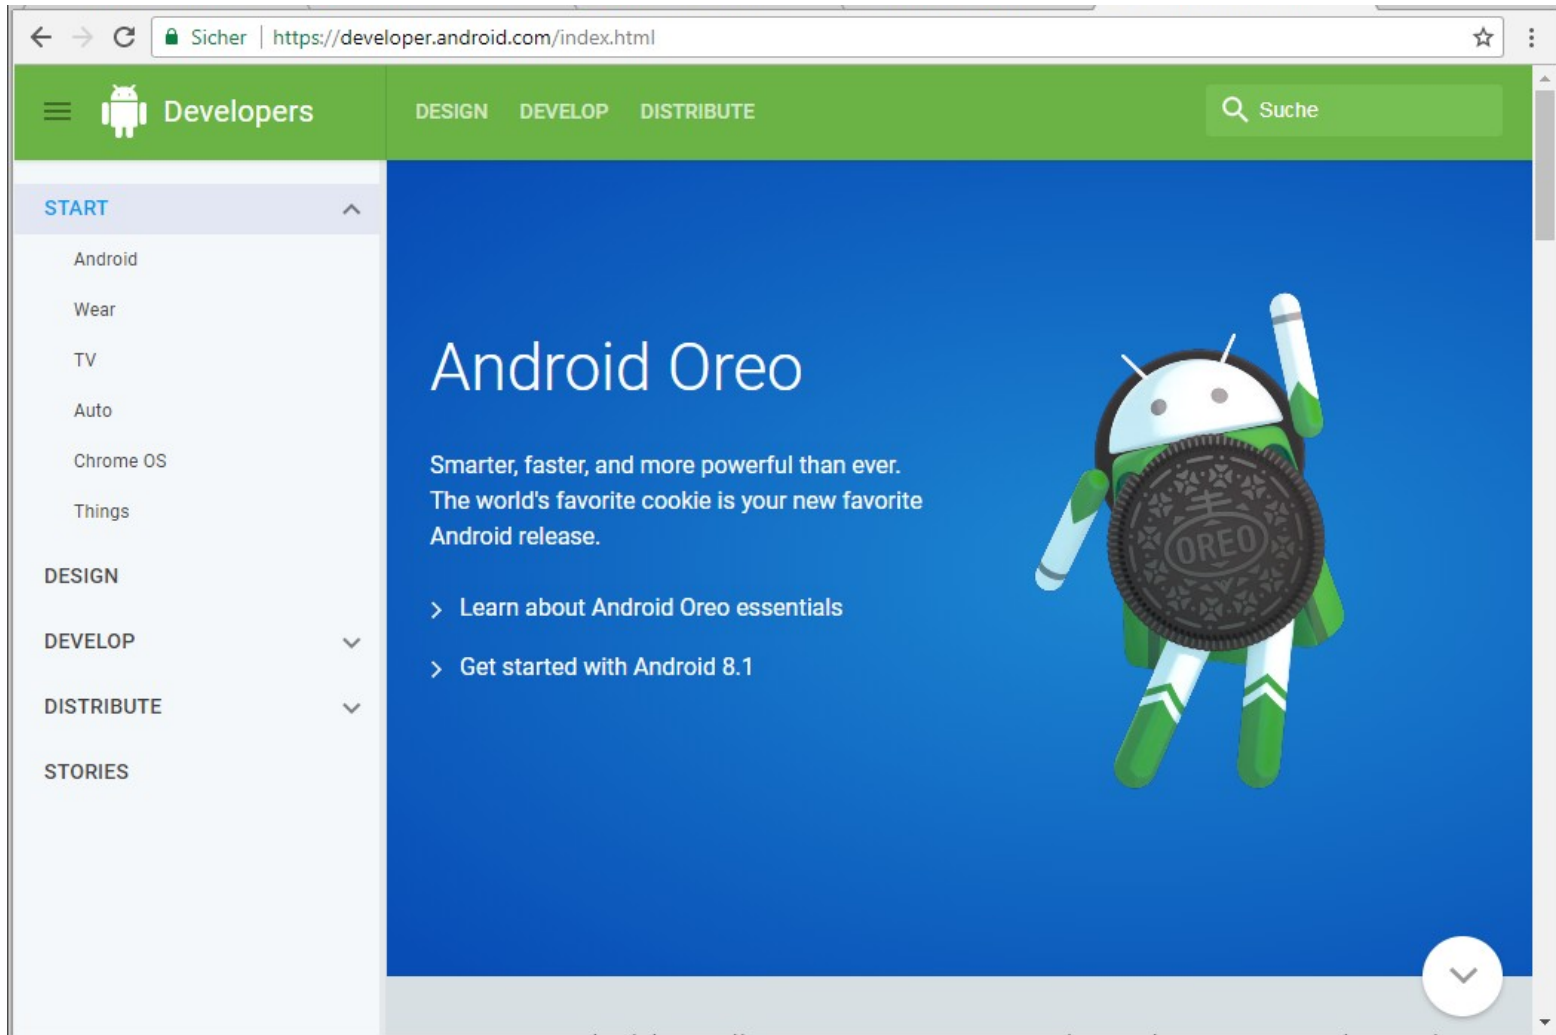 Sicher | https://developer.android.com/index.html
Developers
DESIGN DEVELOP DISTRIBUTE
Suche
START
Android
Wear
TV
Auto
Chrome OS
Things
DESIGN
DEVELOP
DISTRIBUTE
STORIES
Android Oreo
Smarter, faster, and more powerful than ever.
The world's favorite cookie is your new favorite
Android release.
Learn about Android Oreo essentials
Get started with Android 8.1
OREO